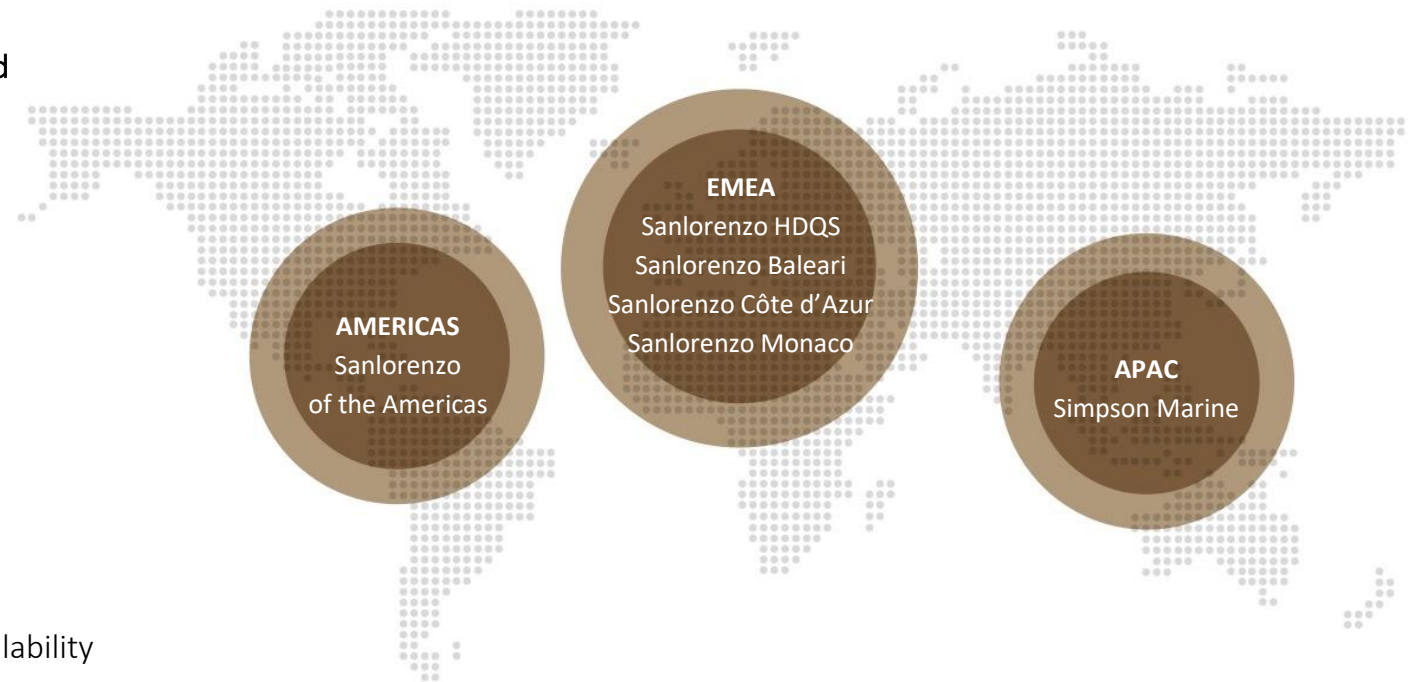 EMEA
Sanlorenzo HDQS
Sanlorenzo Baleari
Sanlorenzo Côte d’Azur
Sanlorenzo Monaco
AMERICAS
Sanlorenzo
of the Americas
APAC
Simpson Marine
lability